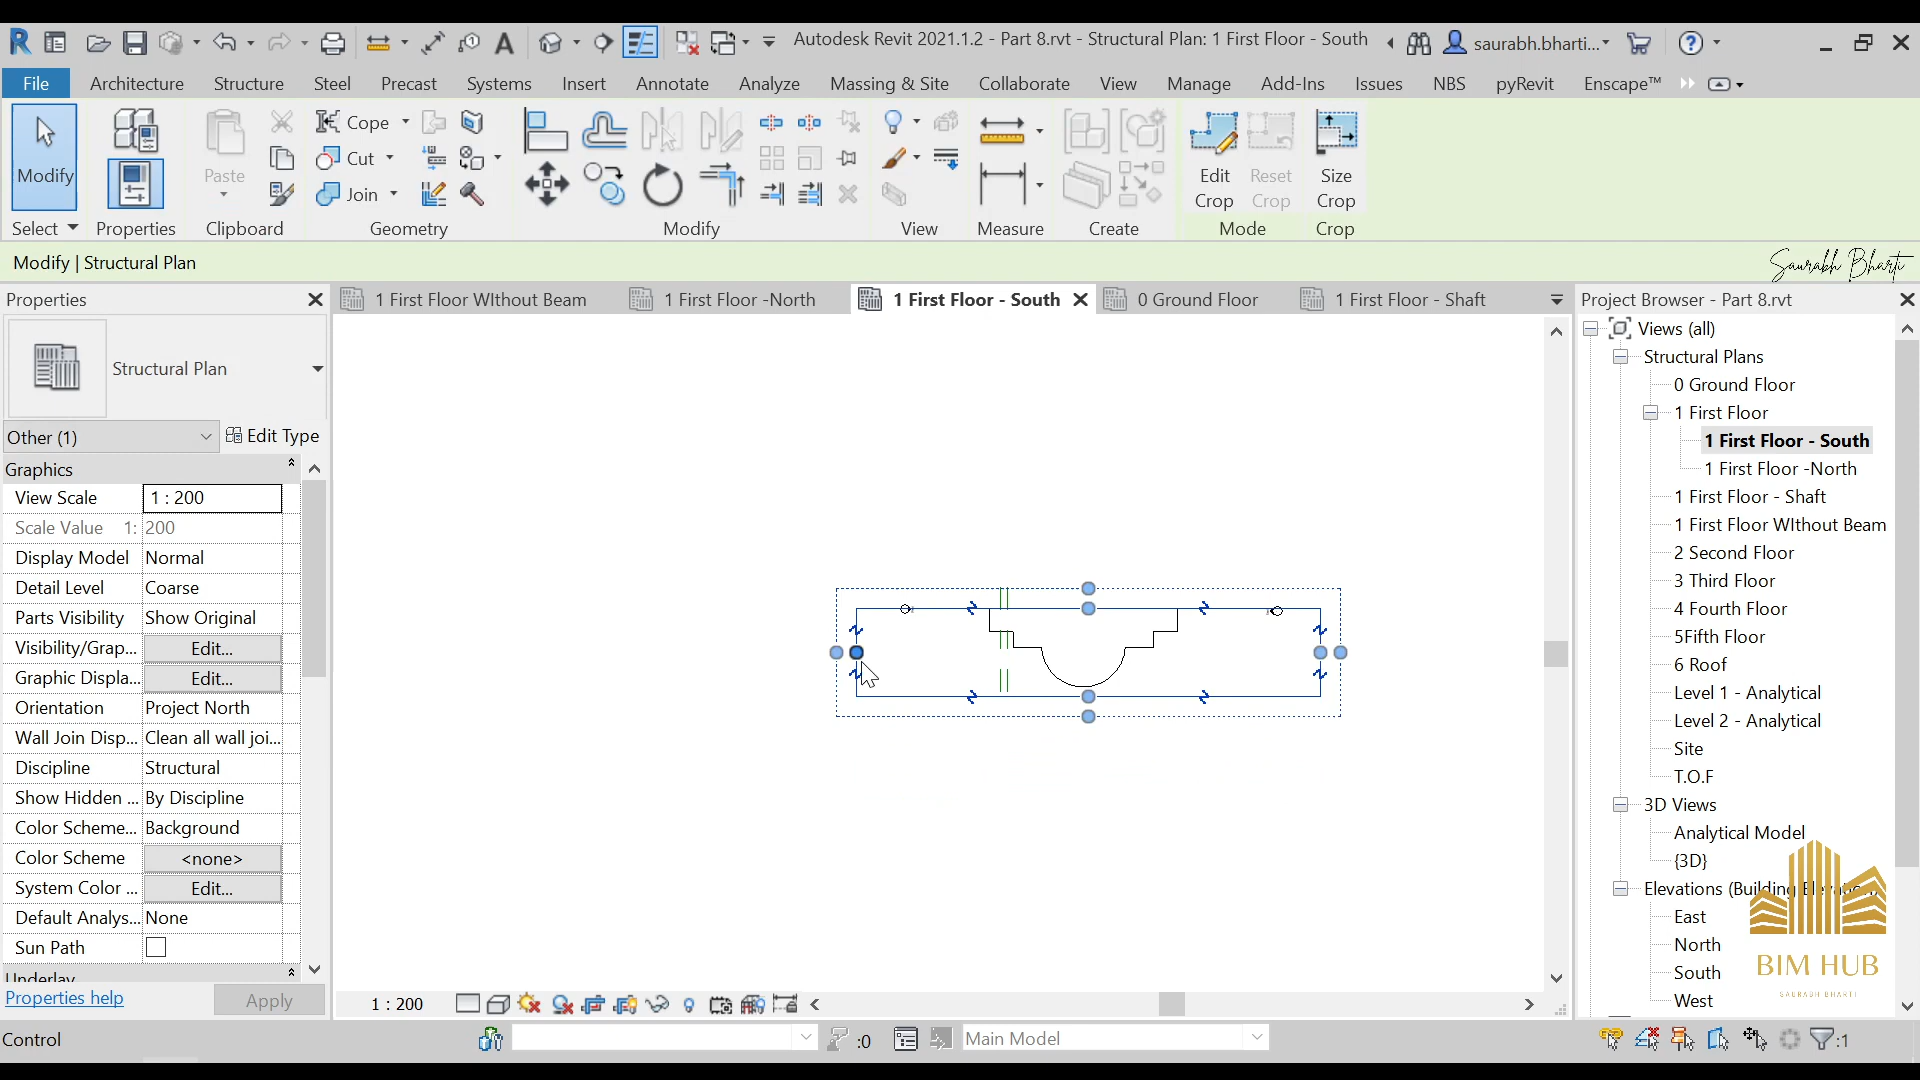 Autodesk Revit 2021.1.2 - Part 8.rvt - Structural Plan: 1 First Floor - South
saurabh.bharti...
File Architecture Structure Steel Precast Systems Insert Annotate Analyze Massing & Site Collaborate View Manage Add-Ins Issues NBS pyRevit Enscape™
Modify
Paste
Cope
Cut
Join
Edit Crop
Reset Crop
Size Crop
Select Properties Clipboard Geometry Modify View Measure Create Mode Crop
Modify | Structural Plan
Saurabh Bharti
Properties
1 First Floor WIthout Beam
1 First Floor -North
1 First Floor - South
0 Ground Floor
1 First Floor - Shaft
Project Browser - Part 8.rvt
Structural Plan
Other (1)
Edit Type
Graphics
View Scale 1 : 200
Scale Value 1: 200
Display Model Normal
Detail Level Coarse
Parts Visibility Show Original
Visibility/Grap... Edit...
Graphic Displa... Edit...
Orientation Project North
Wall Join Disp... Clean all wall joi...
Discipline Structural
Show Hidden ... By Discipline
Color Scheme... Background
Color Scheme <none>
System Color ... Edit...
Default Analys... None
Sun Path
Underlay
Properties help
Apply
Views (all)
Structural Plans
0 Ground Floor
1 First Floor
1 First Floor - South
1 First Floor -North
1 First Floor - Shaft
1 First Floor WIthout Beam
2 Second Floor
3 Third Floor
4 Fourth Floor
5Fifth Floor
6 Roof
Level 1 - Analytical
Level 2 - Analytical
Site
T.O.F
3D Views
Analytical Model
{3D}
Elevations (Building Elevation)
East
North
South
West
BIM HUB
SAURABH BHARTI
1 : 200
Control
:0
Main Model
:1